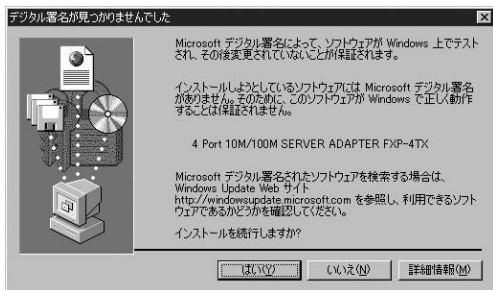 デジタル署名が見つかりませんでした
Microsoft デジタル署名によって、ソフトウェアが Windows 上でテスト
され、その後変更されていないことが保証されます。
インストールしようとしているソフトウェアには Microsoft デジタル署名
がありません。そのために、このソフトウェアが Windows で正しく動作
することは保証されません。
4 Port 10M/100M SERVER ADAPTER FXP-4TX
Microsoft デジタル署名されたソフトウェアを検索する場合は、
Windows Update Web サイト
http://windowsupdate.microsoft.com を参照し、利用できるソフト
ウェアであるかどうかを確認してください。
インストールを続行しますか?
はい(Y) いいえ(N) 詳細情報(M)